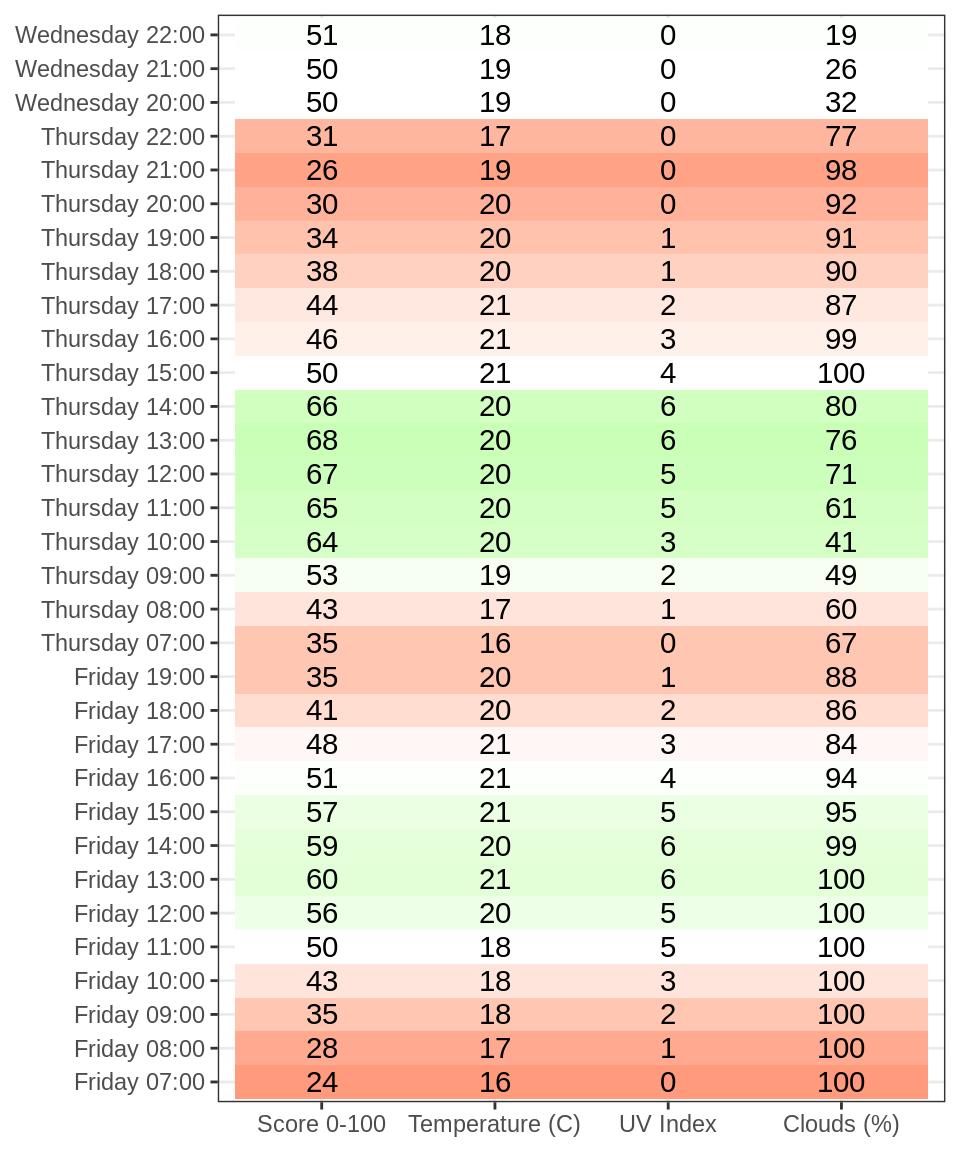 Wednesday 22:00 51 18 0 19
Wednesday 21:00 50 19 0 26
Wednesday 20:00 50 19 0 32
Thursday 22:00 31 17 0 77
Thursday 21:00 26 19 0 98
Thursday 20:00 30 20 0 92
Thursday 19:00 34 20 1 91
Thursday 18:00 38 20 1 90
Thursday 17:00 44 21 2 87
Thursday 16:00 46 21 3 99
Thursday 15:00 50 21 4 100
Thursday 14:00 66 20 6 80
Thursday 13:00 68 20 6 76
Thursday 12:00 67 20 5 71
Thursday 11:00 65 20 5 61
Thursday 10:00 64 20 3 41
Thursday 09:00 53 19 2 49
Thursday 08:00 43 17 1 60
Thursday 07:00 35 16 0 67
Friday 19:00 35 20 1 88
Friday 18:00 41 20 2 86
Friday 17:00 48 21 3 84
Friday 16:00 51 21 4 94
Friday 15:00 57 21 5 95
Friday 14:00 59 20 6 99
Friday 13:00 60 21 6 100
Friday 12:00 56 20 5 100
Friday 11:00 50 18 5 100
Friday 10:00 43 18 3 100
Friday 09:00 35 18 2 100
Friday 08:00 28 17 1 100
Friday 07:00 24 16 0 100
Score 0-100 Temperature (C) UV Index Clouds (%)